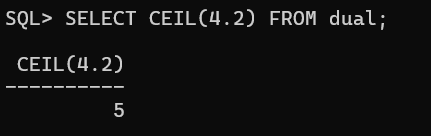 SQL> SELECT CEIL(4.2) FROM dual;
CEIL(4.2)
----------
5